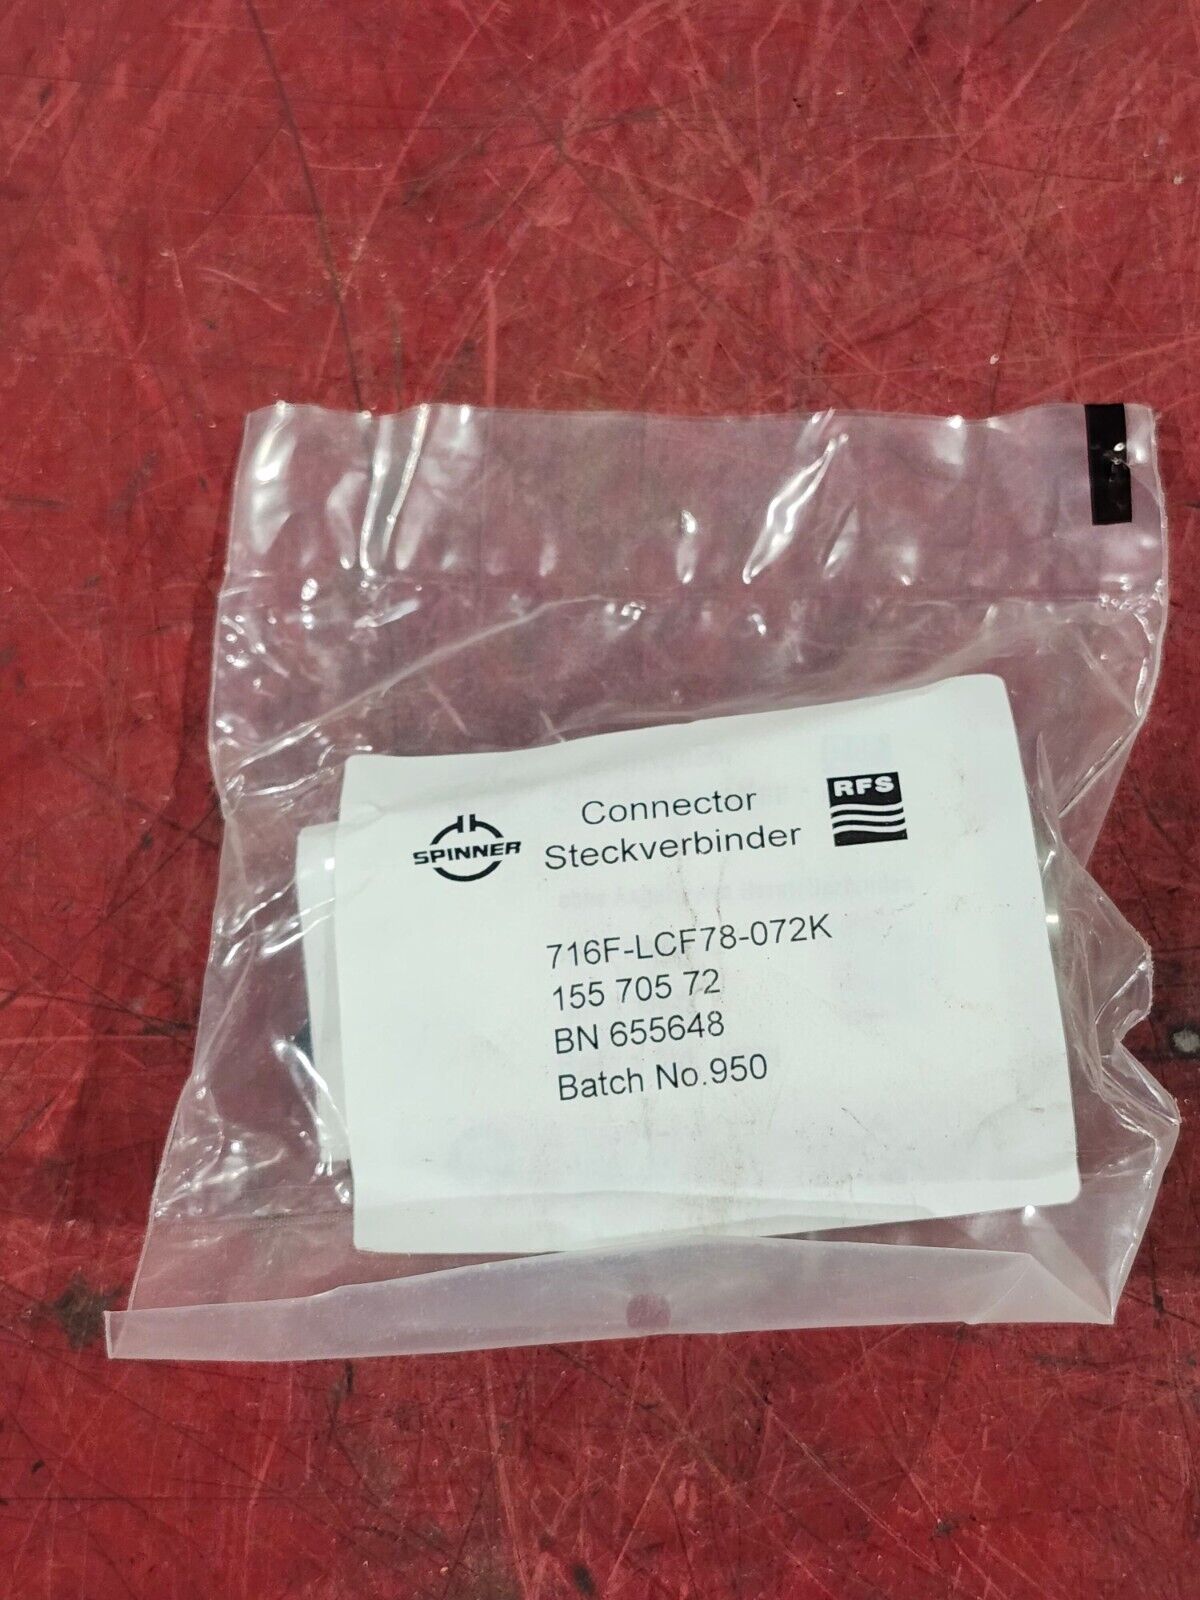 SPINNER
Connector
Steckverbinder
RFS
716F-LCF78-072K
155 705 72
BN 655648
Batch No.950